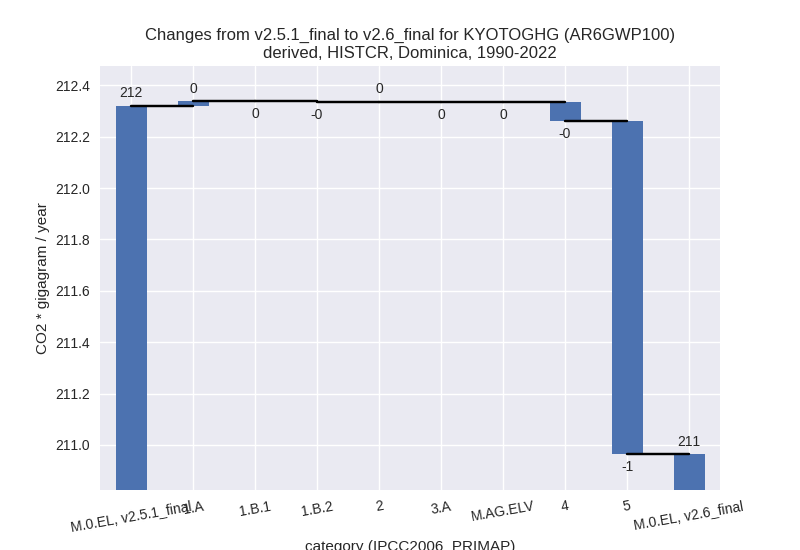 Changes from v2.5.1_final to v2.6_final for KYOTOGHG (AR6GWP100)
derived, HISTCR, Dominica, 1990-2022
CO2 * gigagram / year
212.4
212.2
212.0
211.8
211.6
211.4
211.2
211.0
212
0
0
-0
0
0
0
-0
-1
211
M.0.EL, v2.5.1_final
1.A
1.B.1
1.B.2
2
3.A
M.AG.ELV
4
5
M.0.EL, v2.6_final
category (IPCC2006_PRIMAP)